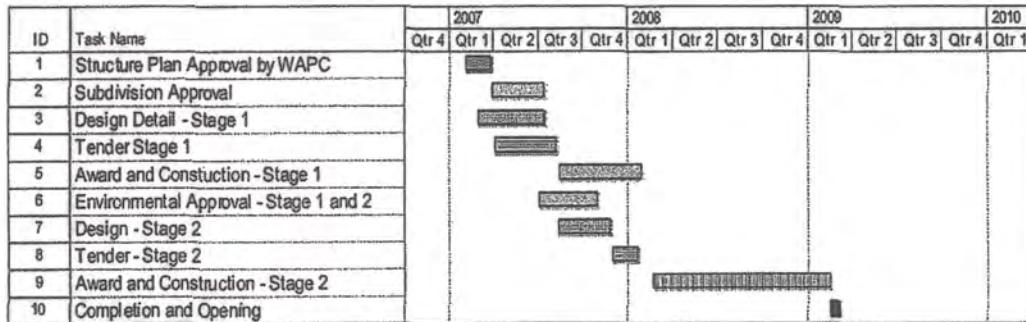 2007 2008 2009 2010
ID Task Name Qtr 4 Qtr 1 Qtr 2 Qtr 3 Qtr 4 Qtr 1 Qtr 2 Qtr 3 Qtr 4 Qtr 1 Qtr 2 Qtr 3 Qtr 4 Qtr 1
1 Structure Plan Approval by WAPC
2 Subdivision Approval
3 Design Detail - Stage 1
4 Tender Stage 1
5 Award and Constuction - Stage 1
6 Environmental Approval - Stage 1 and 2
7 Design - Stage 2
8 Tender - Stage 2
9 Award and Construction - Stage 2
10 Completion and Opening